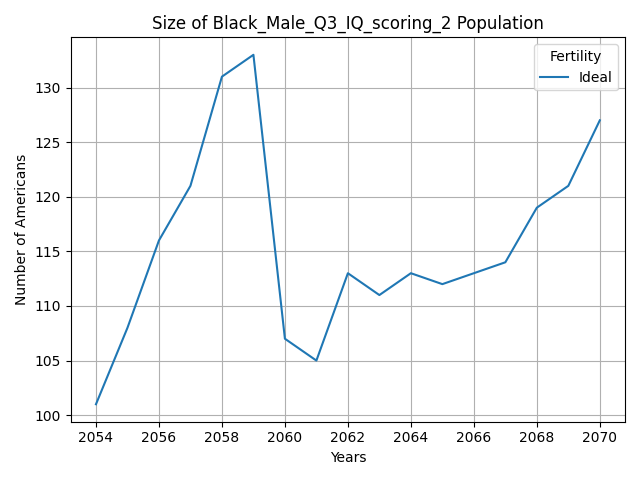 Size of Black_Male_Q3_IQ_scoring_2 Population
Fertility
Ideal
Number of Americans
130
125
120
115
110
105
100
2054 2056 2058 2060 2062 2064 2066 2068 2070
Years